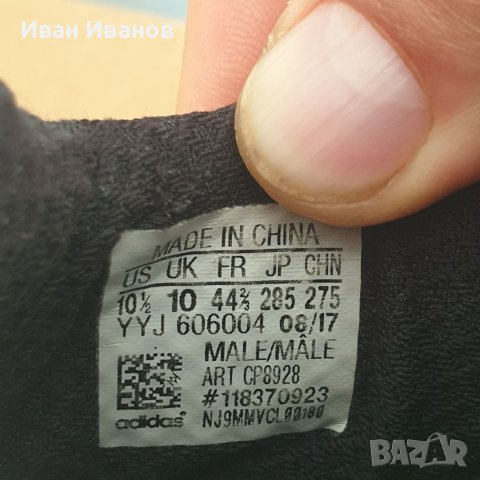 Иван Иванов
MADE IN CHINA
US UK FR JP CHN
10½ 10 44⅔ 285 275
YYJ 606004 08/17
MALE/MÂLE
ART CP8928
#118370923
adidas NJ9MMVCL00180
BAZAR